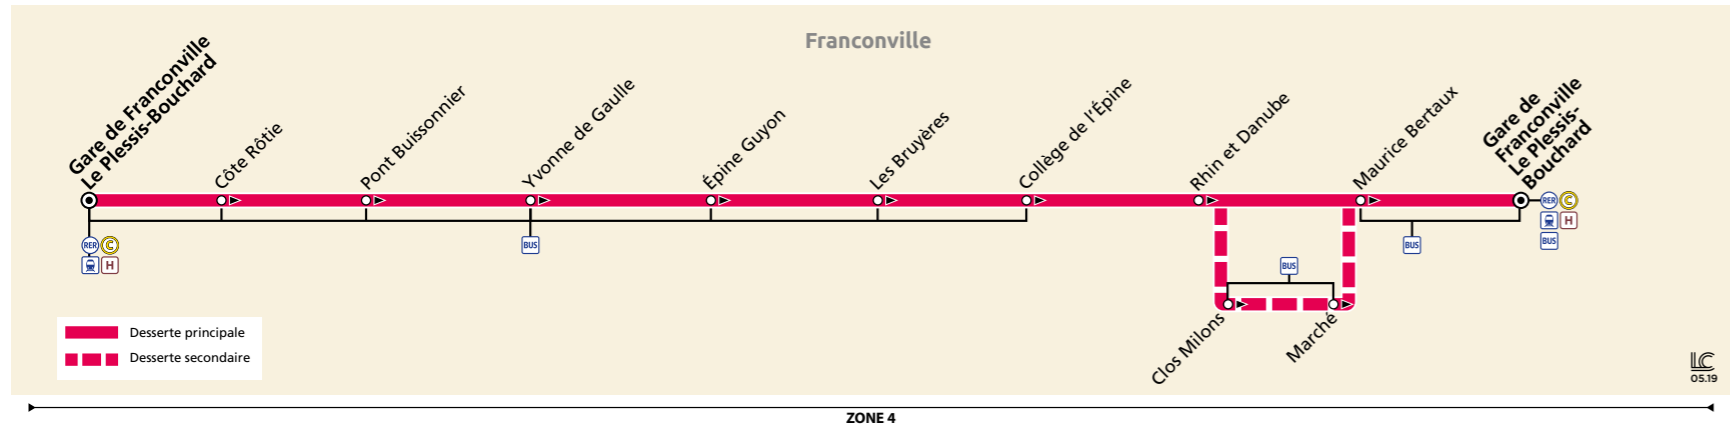 Franconville
Gare de Franconville
Le Plessis-Bouchard
Côte Rôtie
Pont Buissonnier
Yvonne de Gaulle
Épine Guyon
Les Bruyères
Collège de l'Épine
Rhin et Danube
Maurice Bertaux
Gare de
Franconville
Le Plessis-
Bouchard
RER C
H
BUS
BUS
Clos Milons
Marché
BUS
RER C
H
BUS
Desserte principale
Desserte secondaire
LC
05.19
ZONE 4